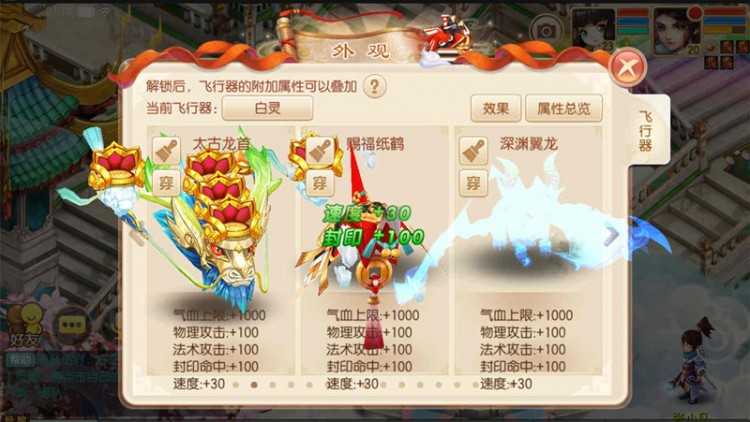 外观
解锁后，飞行器的附加属性可以叠加 ?
当前飞行器： 白灵 效果 属性总览
飞行器
太古龙首 赐福纸鹤 深渊翼龙
穿 穿 穿
速度 +30
封印 +100
气血上限:+1000 气血上限:+1000 气血上限:+1000
物理攻击:+100 物理攻击:+100 物理攻击:+100
法术攻击:+100 法术攻击:+100 法术攻击:+100
封印命中:+100 封印命中:+100 封印命中:+100
速度:+30 速度:+30 速度:+30
好友
帮助
23
20